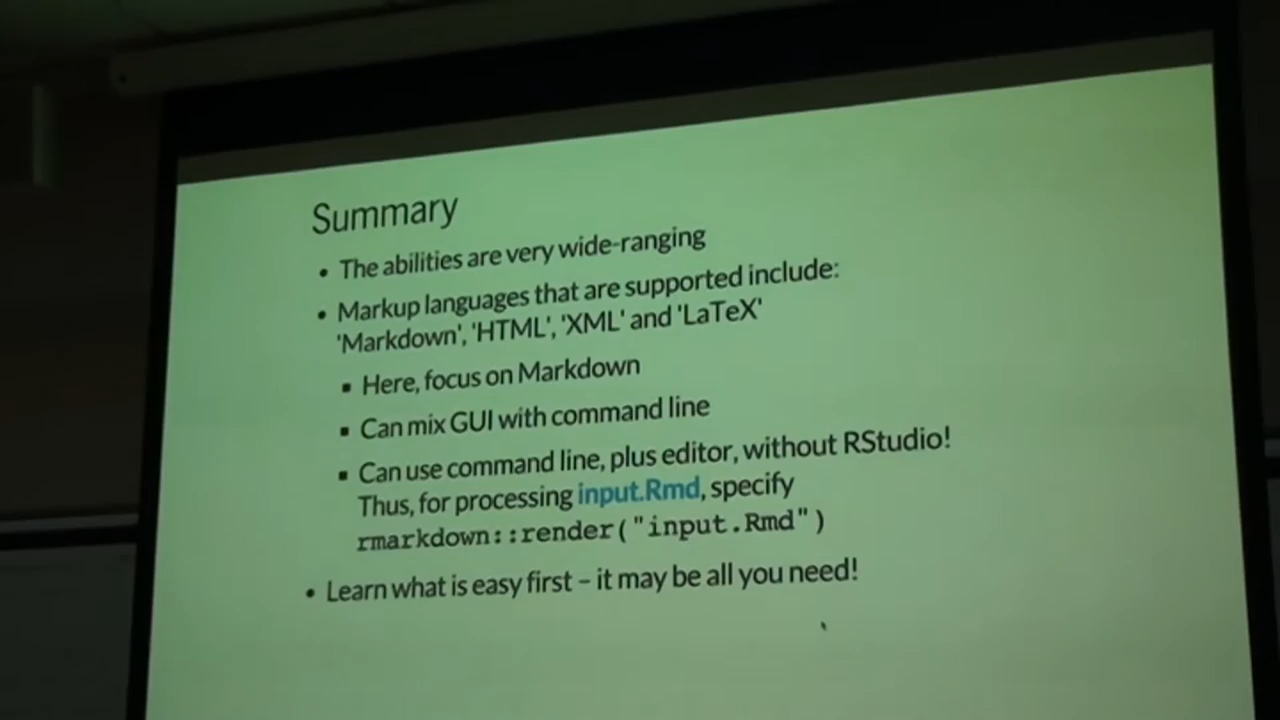 Summary
• The abilities are very wide-ranging
• Markup languages that are supported include:
'Markdown', 'HTML', 'XML' and 'LaTeX'
▪ Here, focus on Markdown
▪ Can mix GUI with command line
▪ Can use command line, plus editor, without RStudio!
Thus, for processing input.Rmd, specify
rmarkdown::render("input.Rmd")
• Learn what is easy first – it may be all you need!